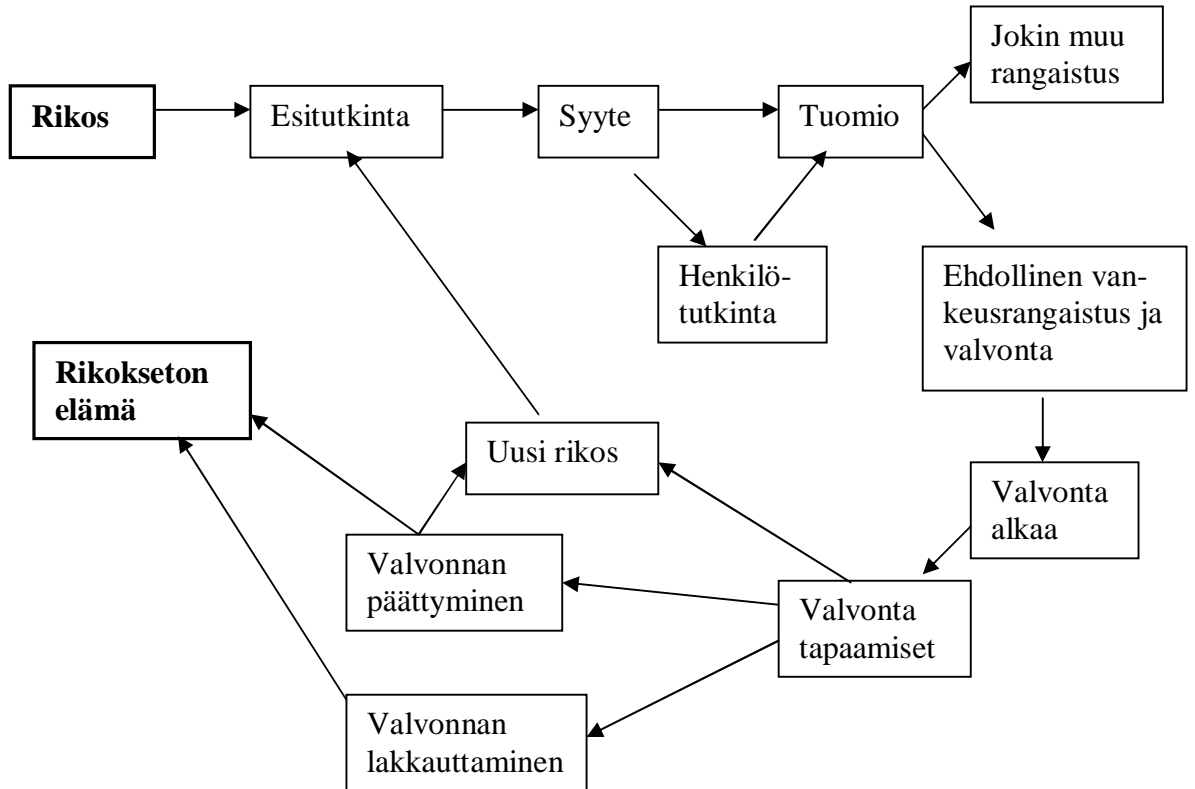 Jokin muu
rangaistus
Rikos
Esitutkinta
Syyte
Tuomio
Henkilö-
tutkinta
Ehdollinen van-
keusrangaistus ja
valvonta
Rikokseton
elämä
Uusi rikos
Valvonta
alkaa
Valvonnan
päättyminen
Valvonta
tapaamiset
Valvonnan
lakkauttaminen